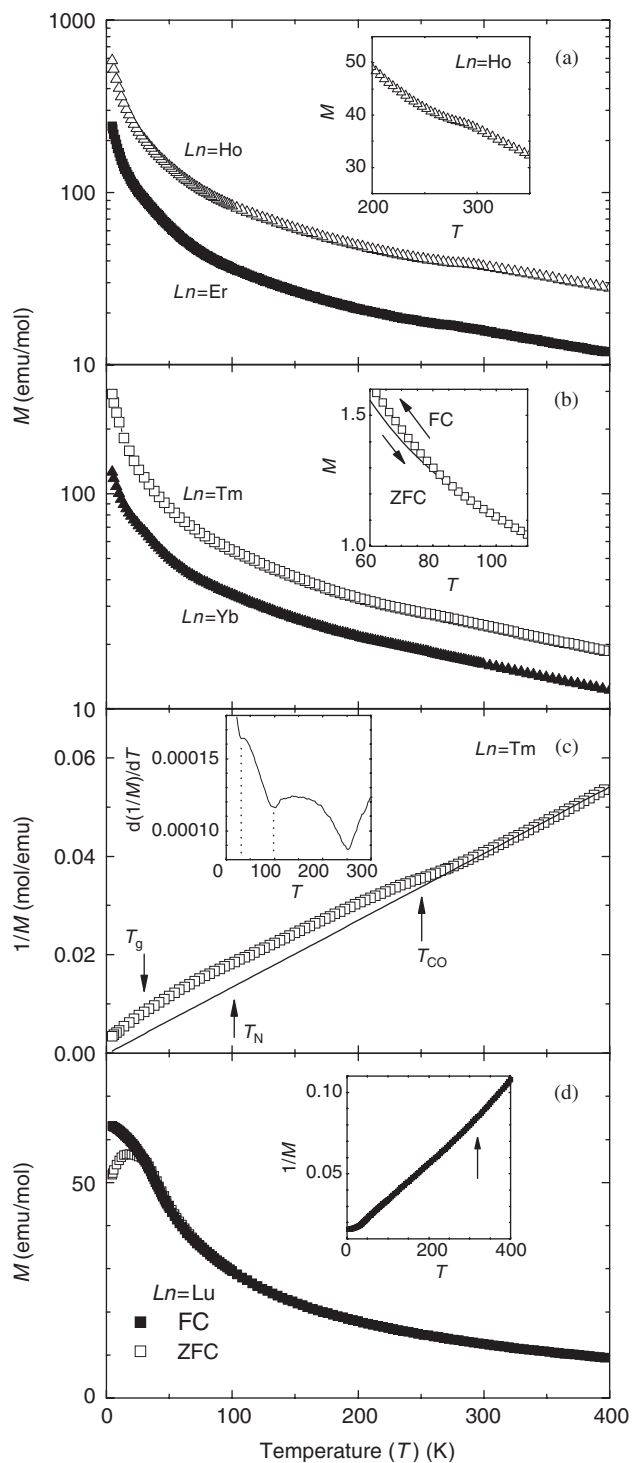 1000
(a)
50
Ln=Ho
M
40
30
200
300
T
Ln=Ho
100
Ln=Er
10
M (emu/mol)
(b)
1.5
FC
M
ZFC
1.0
60
80
100
T
Ln=Tm
100
Ln=Yb
10
0.06
(c)
Ln=Tm
0.00015
d(1/M)/dT
0.00010
0
100
200
300
T
0.04
1/M (mol/emu)
0.02
Tg
TCO
TN
0.00
(d)
0.10
1/M
0.05
0
200
400
T
50
M (emu/mol)
Ln=Lu
FC
ZFC
0
0
100
200
300
400
Temperature (T) (K)